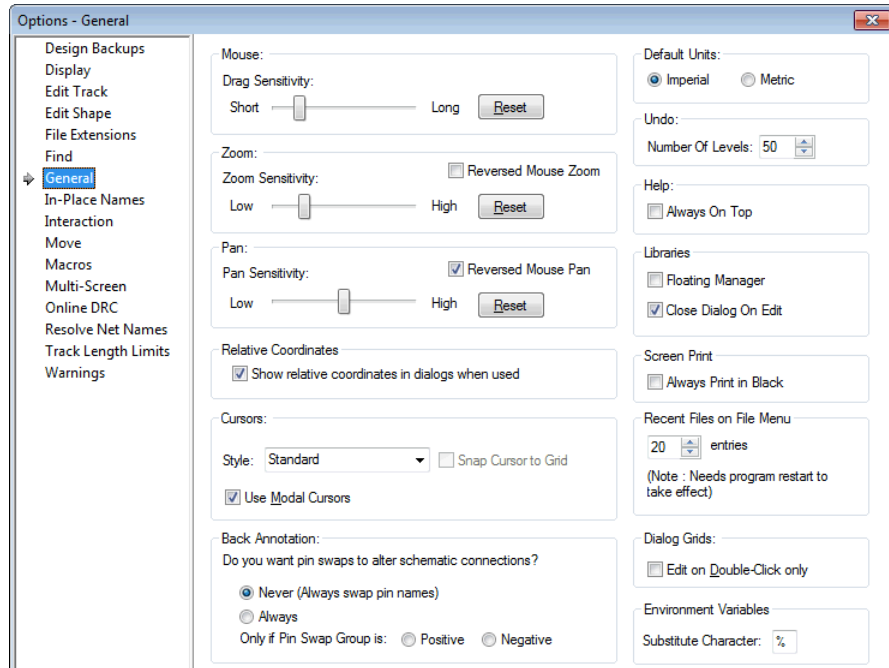 Options - General
Design Backups
Display
Edit Track
Edit Shape
File Extensions
Find
General
In-Place Names
Interaction
Move
Macros
Multi-Screen
Online DRC
Resolve Net Names
Track Length Limits
Warnings
Mouse:
Drag Sensitivity:
Short Long Reset
Zoom:
Reversed Mouse Zoom
Zoom Sensitivity:
Low High Reset
Pan:
Reversed Mouse Pan
Pan Sensitivity:
Low High Reset
Relative Coordinates
Show relative coordinates in dialogs when used
Cursors:
Style: Standard Snap Cursor to Grid
Use Modal Cursors
Back Annotation:
Do you want pin swaps to alter schematic connections?
Never (Always swap pin names)
Always
Only if Pin Swap Group is: Positive Negative
Default Units:
Imperial Metric
Undo:
Number Of Levels: 50
Help:
Always On Top
Libraries
Floating Manager
Close Dialog On Edit
Screen Print
Always Print in Black
Recent Files on File Menu
20 entries
(Note : Needs program restart to
take effect)
Dialog Grids:
Edit on Double-Click only
Environment Variables
Substitute Character: %